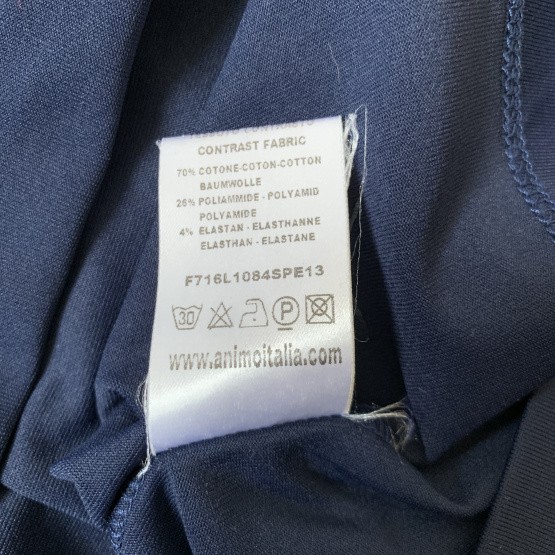 CONTRAST FABRIC
70% COTONE-COTON-COTTON
BAUMWOLLE
26% POLIAMMIDE - POLYAMID
POLYAMIDE
4% ELASTAN - ELASTHANNE
ELASTHAN - ELASTANE
F716L1084SPE13
30 P
www.animoitalia.com